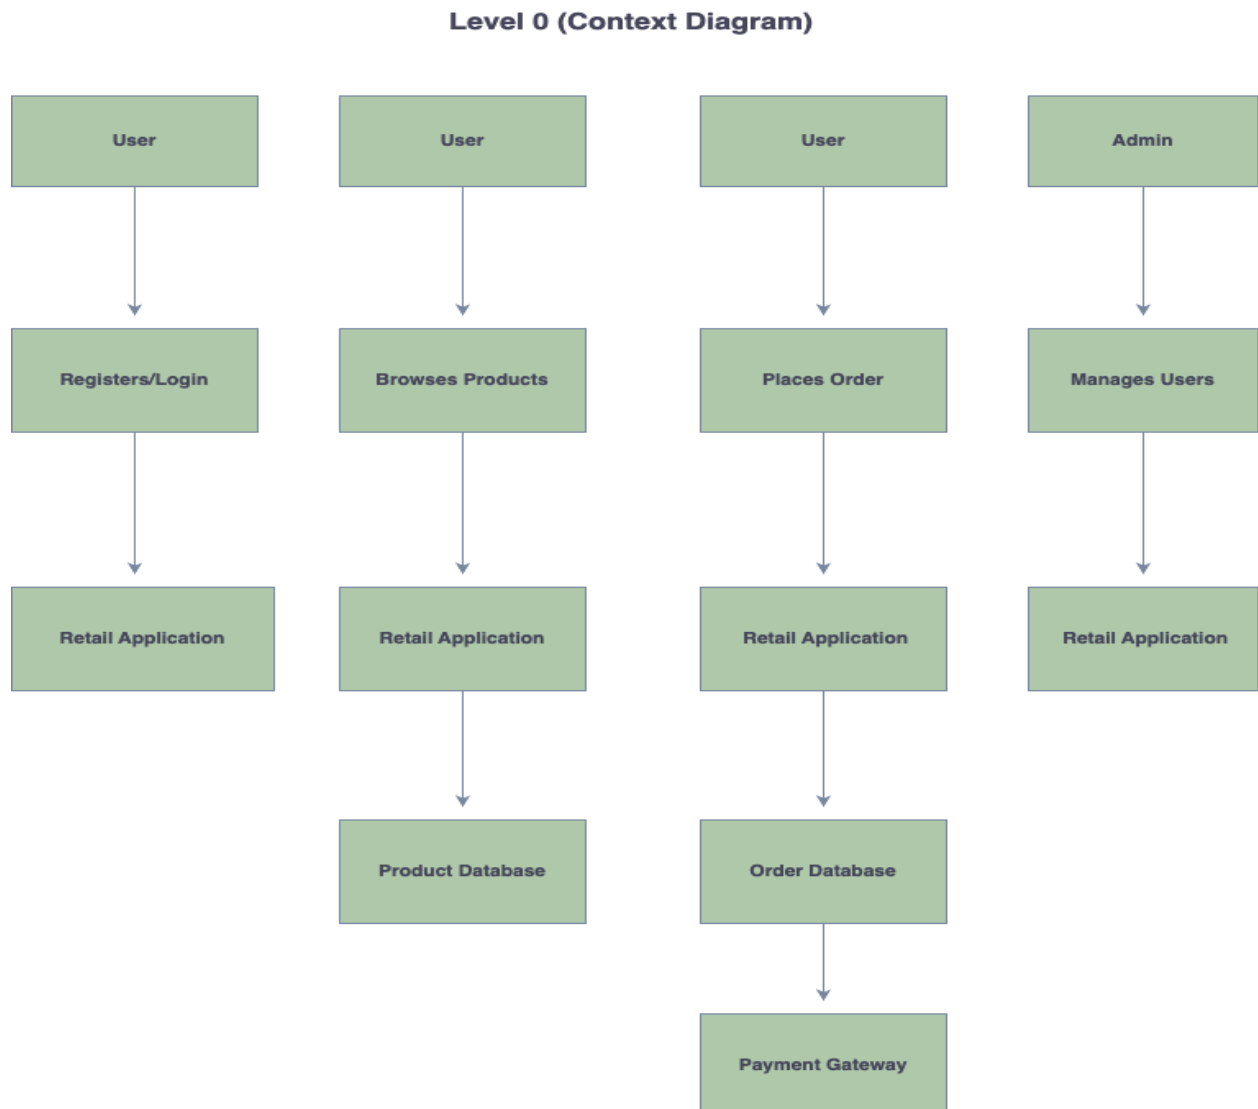 Level 0 (Context Diagram)
User
User
User
Admin
Registers/Login
Browses Products
Places Order
Manages Users
Retail Application
Retail Application
Retail Application
Retail Application
Product Database
Order Database
Payment Gateway